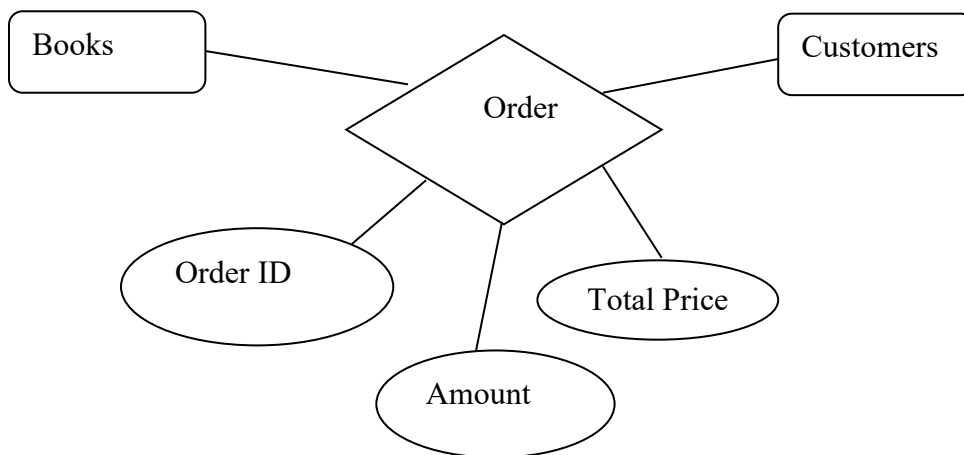 Books
Customers
Order
Order ID
Total Price
Amount